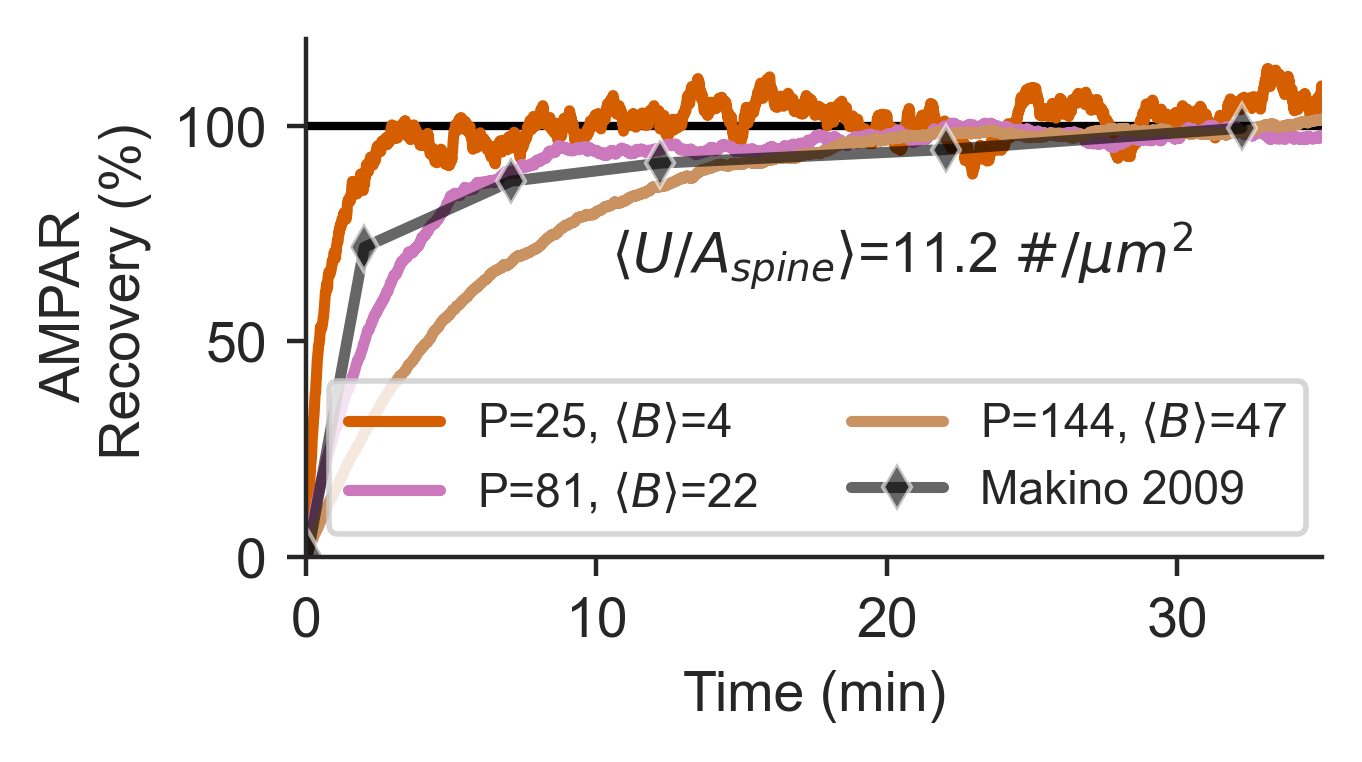 AMPAR
Recovery (%)
100
50
0
⟨U/A_spine⟩=11.2 #/μm²
P=25, ⟨B⟩=4
P=81, ⟨B⟩=22
P=144, ⟨B⟩=47
Makino 2009
0 10 20 30
Time (min)